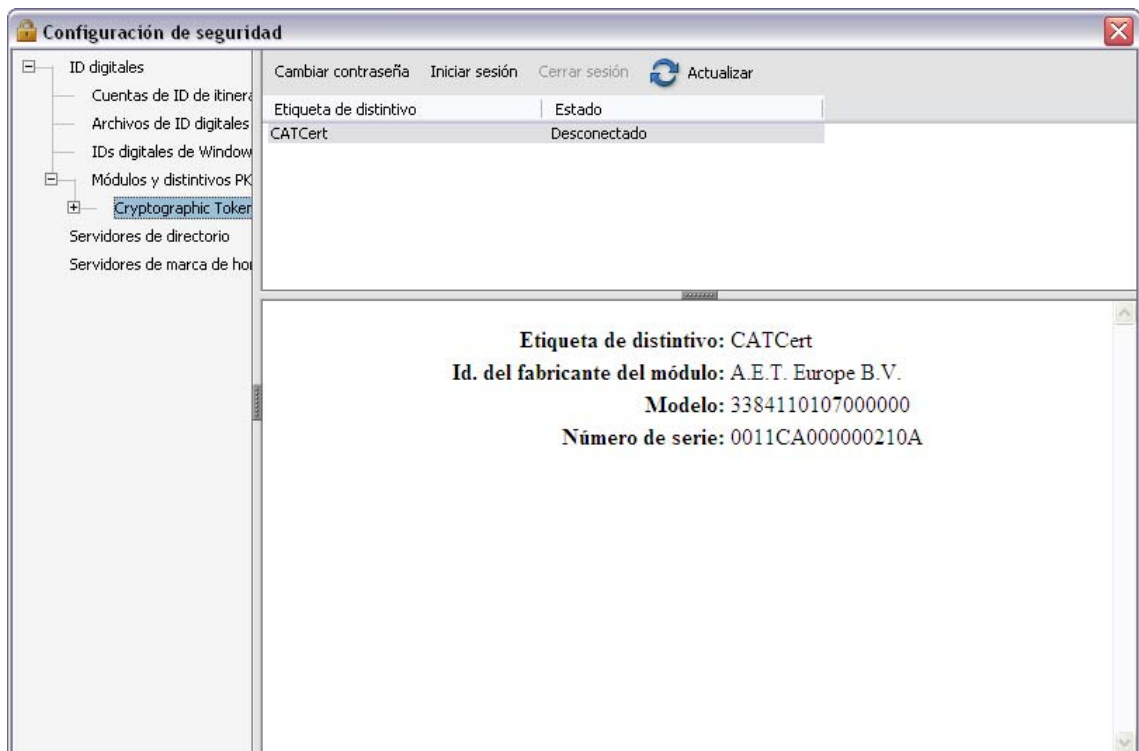 Configuración de seguridad
ID digitales
Cuentas de ID de itinera
Archivos de ID digitales
IDs digitales de Window
Módulos y distintivos PK
Cryptographic Token
Servidores de directorio
Servidores de marca de hor
Cambiar contraseña Iniciar sesión Cerrar sesión Actualizar
Etiqueta de distintivo Estado
CATCert Desconectado
Etiqueta de distintivo: CATCert
Id. del fabricante del módulo: A.E.T. Europe B.V.
Modelo: 3384110107000000
Número de serie: 0011CA000000210A